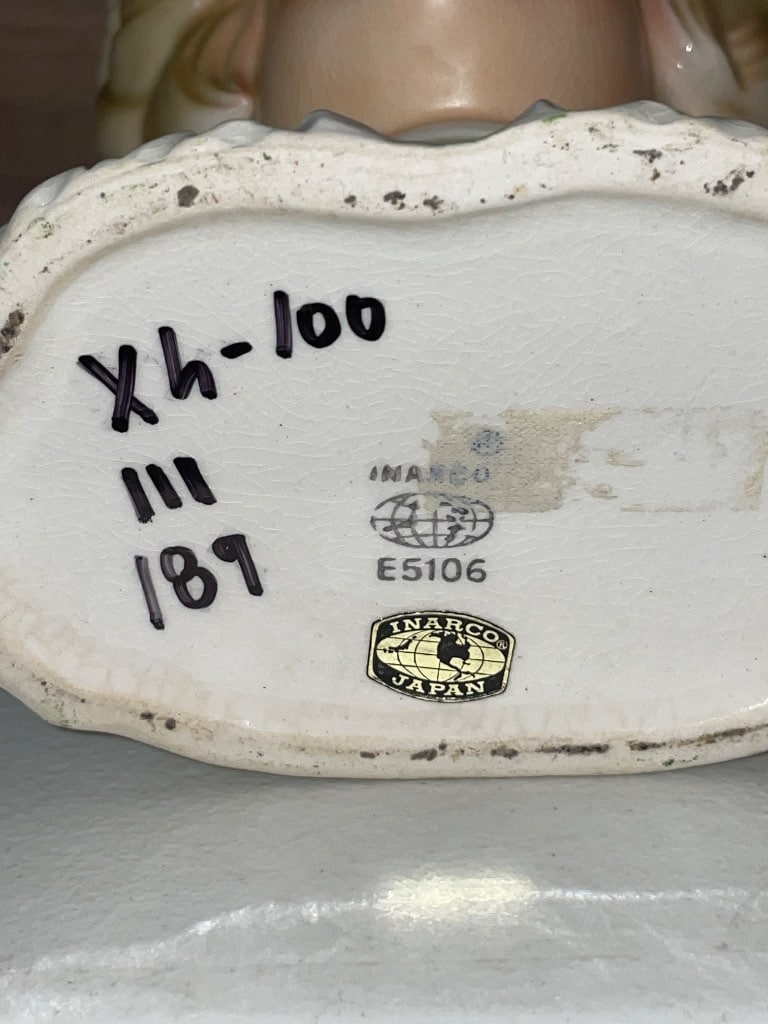 Xh-100
111
189
INARCO
E5106
INARCO®
JAPAN